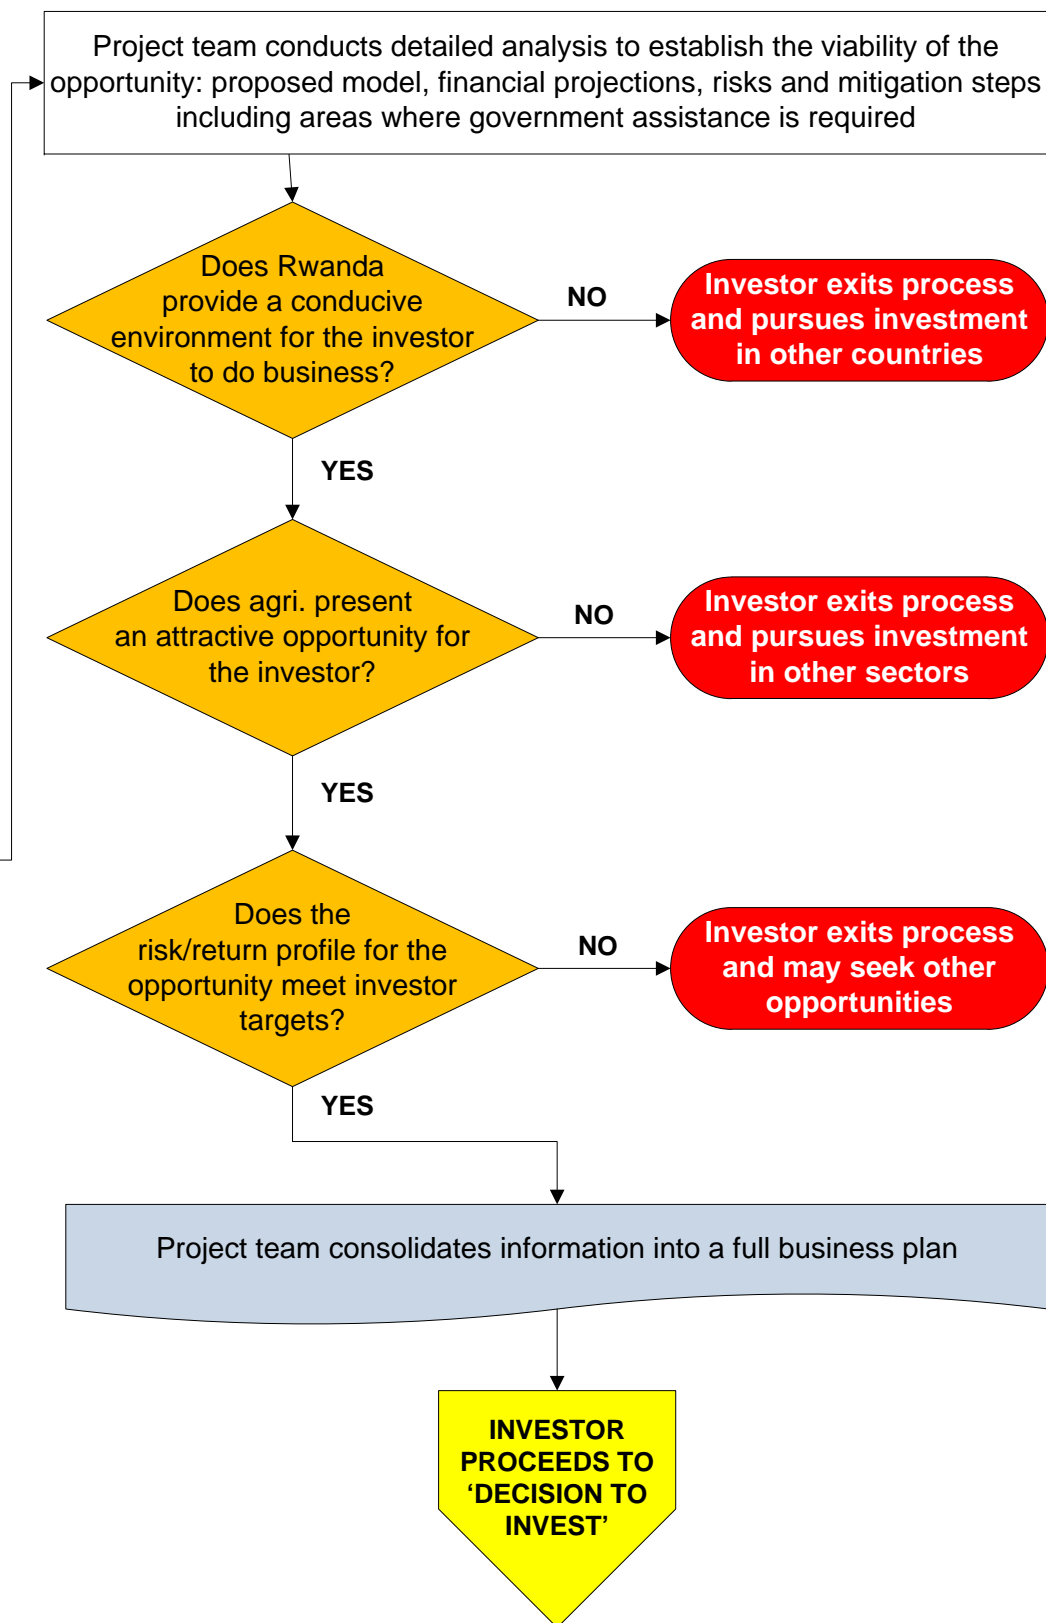 Project team conducts detailed analysis to establish the viability of the
opportunity: proposed model, financial projections, risks and mitigation steps
including areas where government assistance is required
Does Rwanda
provide a conducive
environment for the investor
to do business?
NO
Investor exits process
and pursues investment
in other countries
YES
Does agri. present
an attractive opportunity for
the investor?
NO
Investor exits process
and pursues investment
in other sectors
YES
Does the
risk/return profile for the
opportunity meet investor
targets?
NO
Investor exits process
and may seek other
opportunities
YES
Project team consolidates information into a full business plan
INVESTOR
PROCEEDS TO
‘DECISION TO
INVEST’